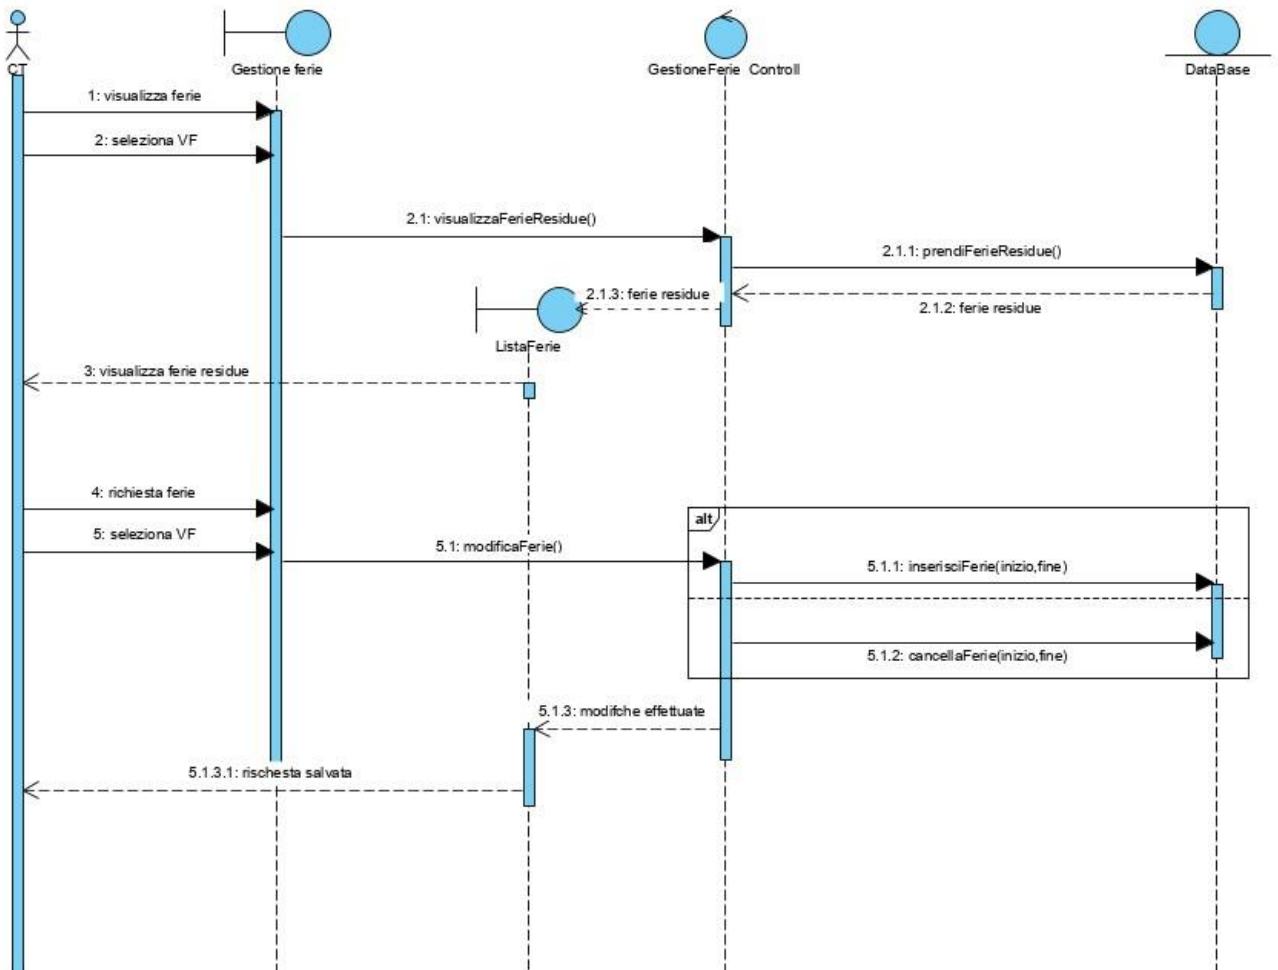 CT
Gestione ferie
GestioneFerie Controll
DataBase
1: visualizza ferie
2: seleziona VF
2.1: visualizzaFerieResidue()
2.1.1: prendiFerieResidue()
2.1.3: ferie residue
2.1.2: ferie residue
ListaFerie
3: visualizza ferie residue
4: richiesta ferie
alt
5: seleziona VF
5.1: modificaFerie()
5.1.1: inserisciFerie(inizio,fine)
5.1.2: cancellaFerie(inizio,fine)
5.1.3: modifche effettuate
5.1.3.1: rischesta salvata